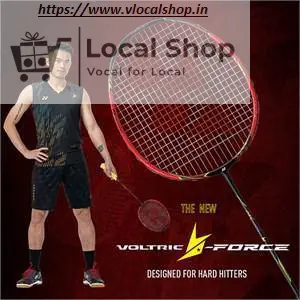 https://www.vlocalshop.in
Local Shop
Vocal for Local
THE NEW
VOLTRIC
-FORCE
DESIGNED FOR HARD HITTERS